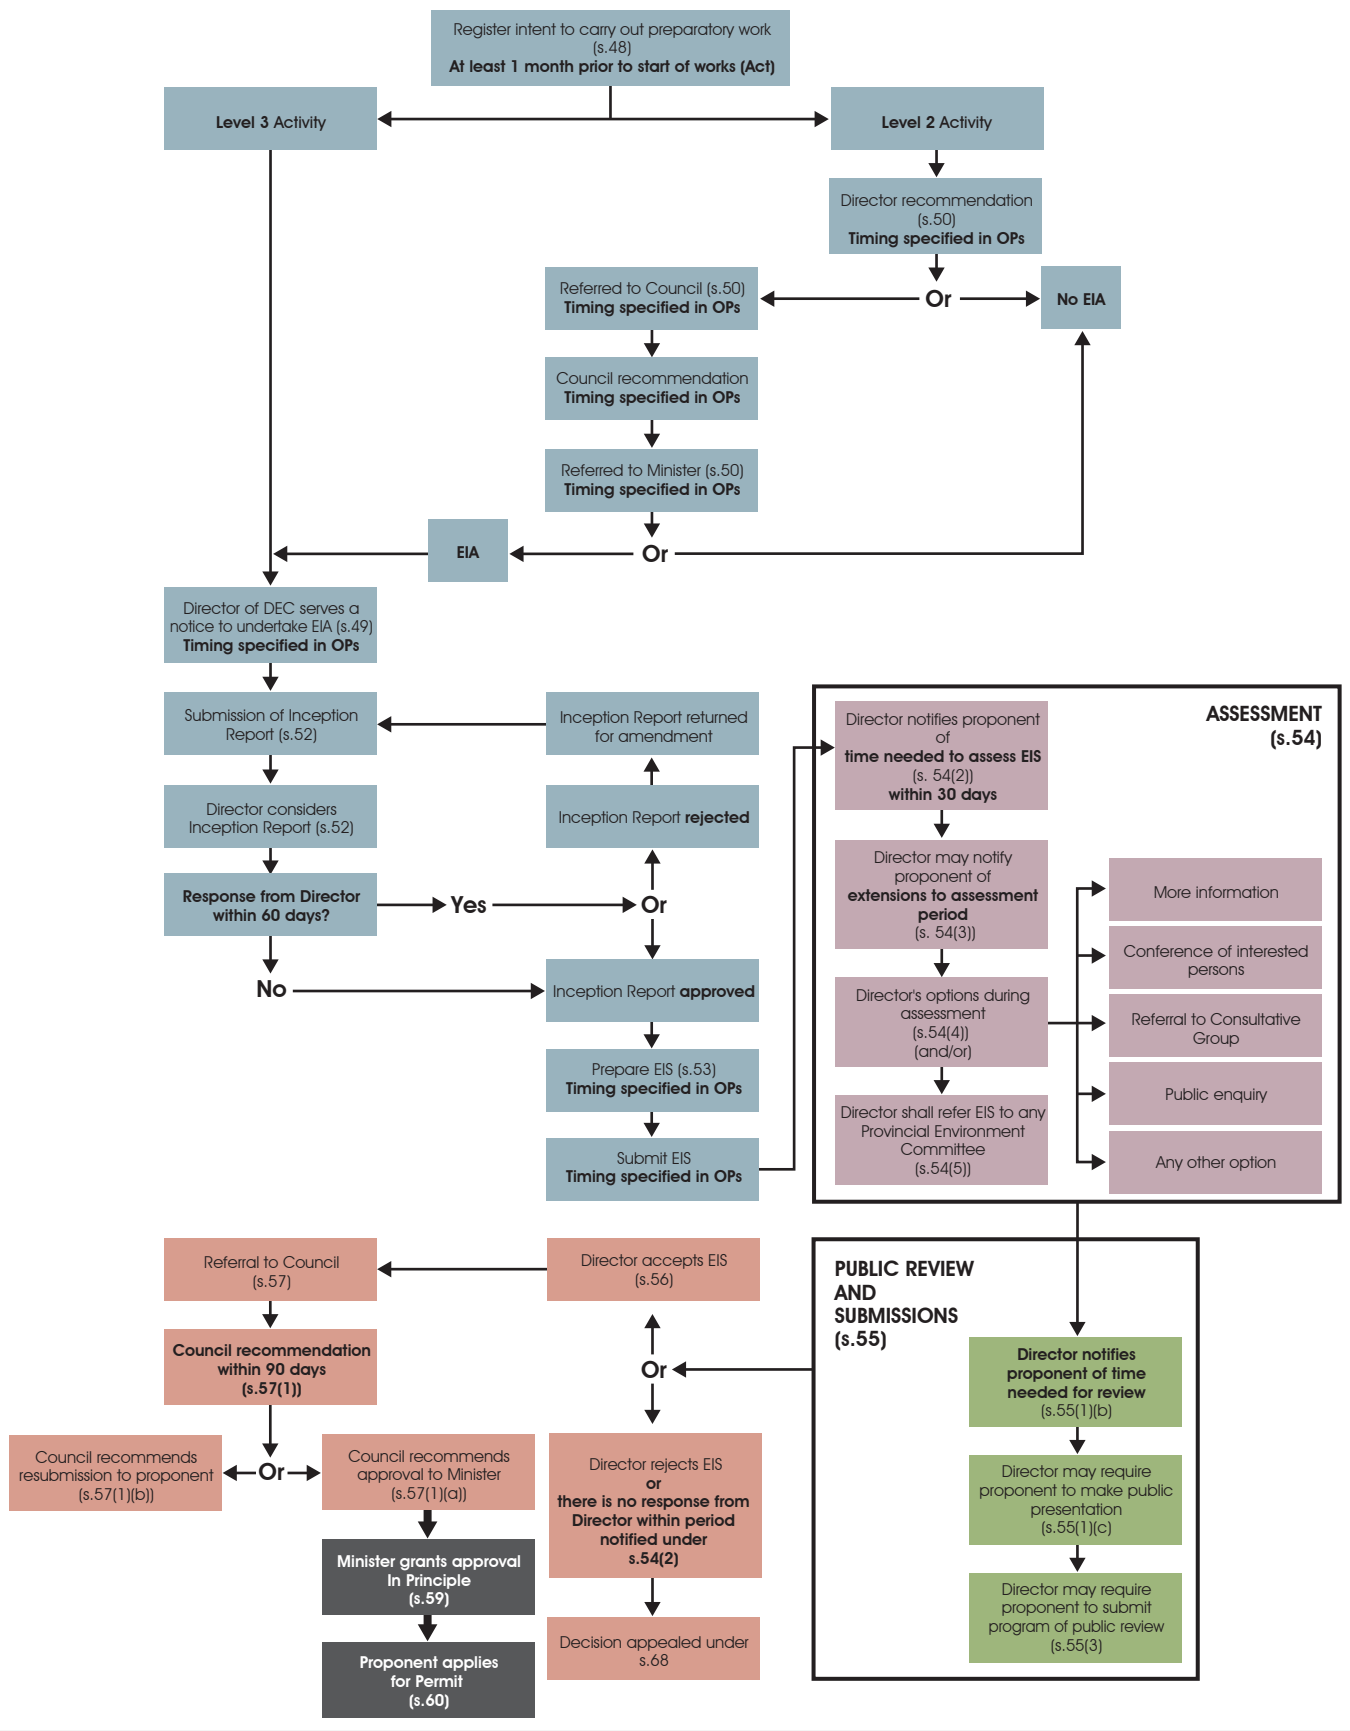 Register intent to carry out preparatory work
(s.48)
At least 1 month prior to start of works (Act)
Level 3 Activity
Level 2 Activity
Director recommendation
(s.50)
Timing specified in OPs
Referred to Council (s.50)
Timing specified in OPs
Or
No EIA
Council recommendation
Timing specified in OPs
Referred to Minister (s.50)
Timing specified in OPs
EIA
Or
Director of DEC serves a
notice to undertake EIA (s.49)
Timing specified in OPs
Submission of Inception
Report (s.52)
Inception Report returned
for amendment
Director considers
Inception Report (s.52)
Inception Report rejected
Response from Director
within 60 days?
Yes
Or
No
Inception Report approved
Prepare EIS (s.53)
Timing specified in OPs
Submit EIS
Timing specified in OPs
ASSESSMENT
(s.54)
Director notifies proponent
of
time needed to assess EIS
(s. 54(2))
within 30 days
Director may notify
proponent of
extensions to assessment
period
(s. 54(3))
Director's options during
assessment
(s.54(4))
(and/or)
Director shall refer EIS to any
Provincial Environment
Committee
(s.54(5))
More information
Conference of interested
persons
Referral to Consultative
Group
Public enquiry
Any other option
PUBLIC REVIEW
AND
SUBMISSIONS
(s.55)
Director notifies
proponent of time
needed for review
(s.55(1)(b)
Director may require
proponent to make public
presentation
(s.55(1)(c)
Director may require
proponent to submit
program of public review
(s.55(3)
Director accepts EIS
(s.56)
Or
Director rejects EIS
or
there is no response from
Director within period
notified under
s.54(2)
Decision appealed under
s.68
Referral to Council
(s.57)
Council recommendation
within 90 days
(s.57(1))
Council recommends
resubmission to proponent
(s.57(1)(b))
Or
Council recommends
approval to Minister
(s.57(1)(a))
Minister grants approval
In Principle
(s.59)
Proponent applies
for Permit
(s.60)